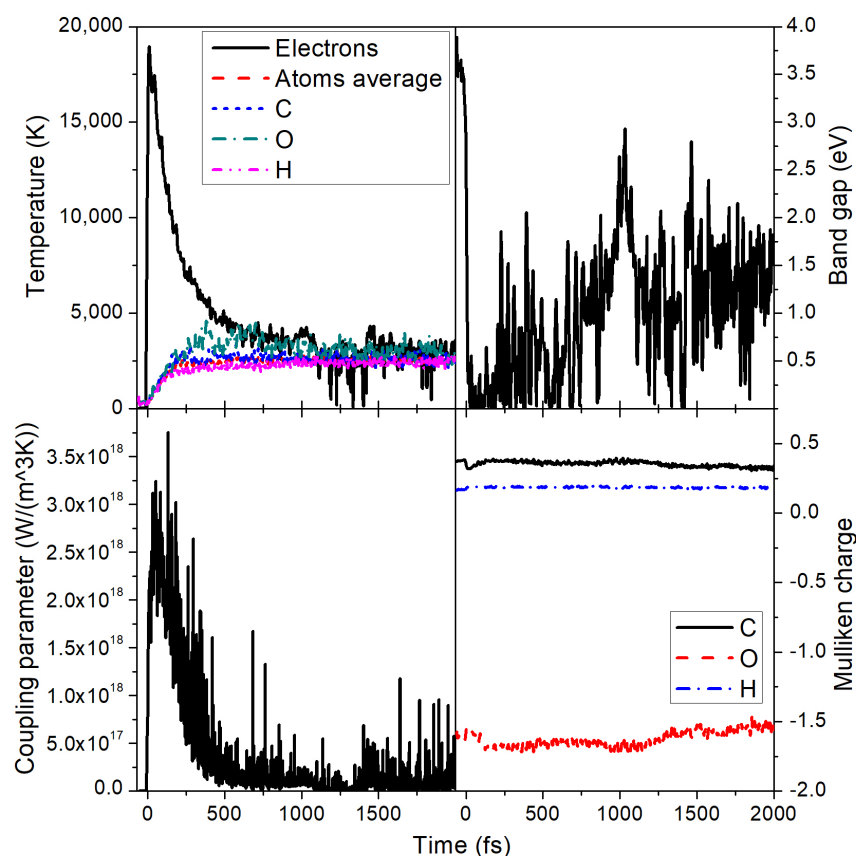 20,000
15,000
10,000
5,000
0
Temperature (K)
Electrons
Atoms average
C
O
H
4.0
3.5
3.0
2.5
2.0
1.5
1.0
0.5
0.0
Band gap (eV)
3.5x10^18
3.0x10^18
2.5x10^18
2.0x10^18
1.5x10^18
1.0x10^18
5.0x10^17
0.0
Coupling parameter (W/(m^3K))
0.5
0.0
-0.5
-1.0
-1.5
-2.0
Mulliken charge
C
O
H
0 500 1000 1500 0 500 1000 1500 2000
Time (fs)